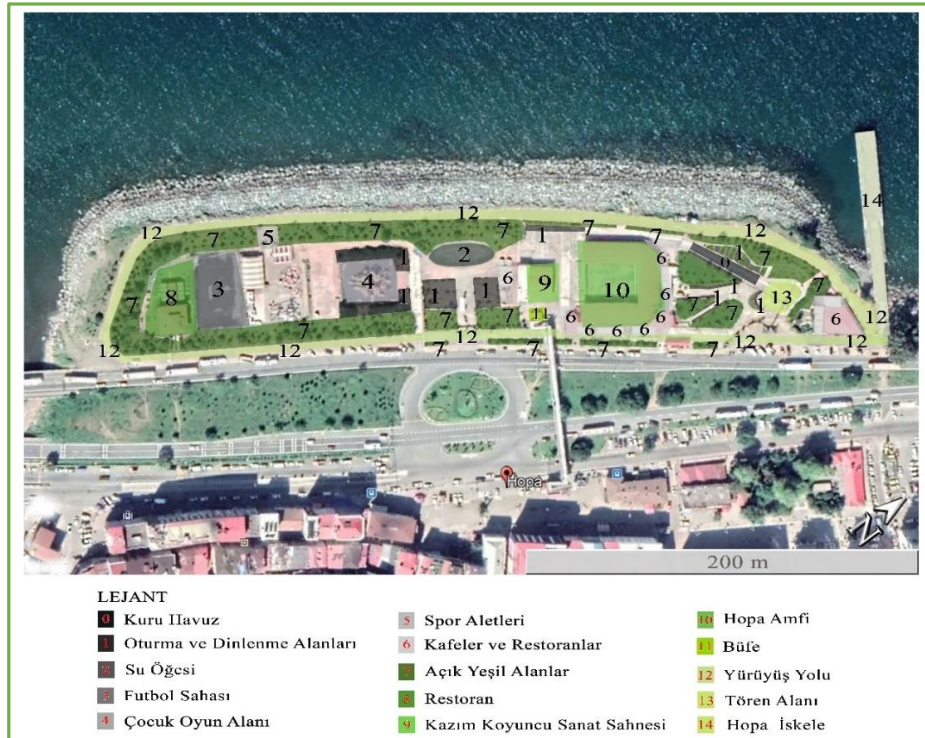 12
12
12
7
5
7
7
1
7
7
14
2
6
0
1
7
3
4
1
9
10
1
13
7
8
7
1
1
1
6
6
7
1
7
1
6
7
7
7
11
6
6
6
6
6
12
12
12
7
7
7
7
12
12
Hopa
N
200 m
LEJANT
0 Kuru Havuz
1 Oturma ve Dinlenme Alanları
2 Su Öğesi
3 Futbol Sahası
4 Çocuk Oyun Alanı
5 Spor Aletleri
6 Kafeler ve Restoranlar
7 Açık Yeşil Alanlar
8 Restoran
9 Kazım Koyuncu Sanat Sahnesi
10 Hopa Amfi
11 Büfe
12 Yürüyüş Yolu
13 Tören Alanı
14 Hopa İskele